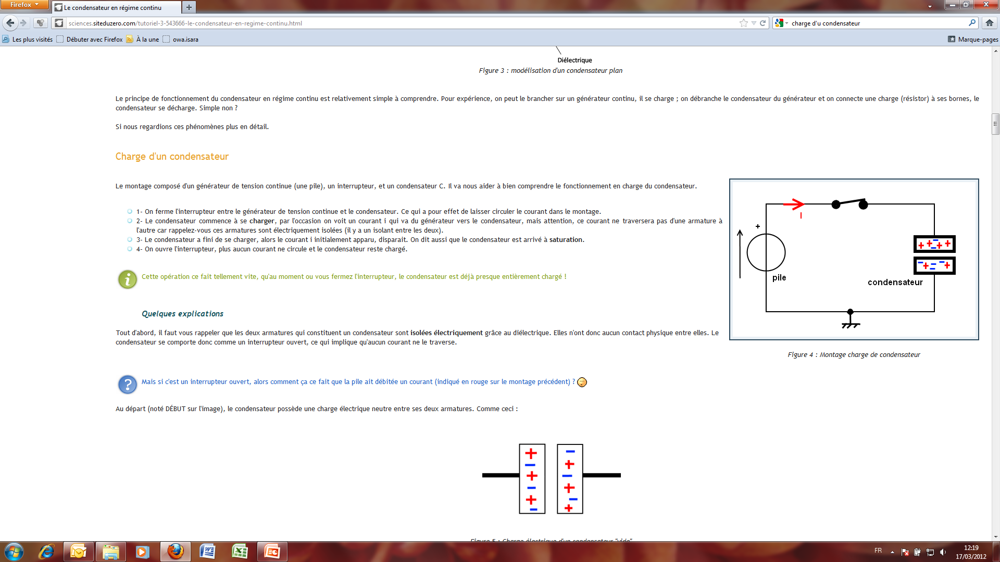 Firefox
Le condensateur en régime continu
sciences.siteduzero.com/tutoriel-3-543666-le-condensateur-en-regime-continu.html
charge d'u condensateur
Les plus visités
Débuter avec Firefox
À la une
owa.isara
Marque-pages
Diélectrique
Figure 3 : modélisation d'un condensateur plan
Le principe de fonctionnement du condensateur en régime continu est relativement simple à comprendre. Pour expérience, on peut le brancher sur un générateur continu, il se charge ; on débranche le condensateur du générateur et on connecte une charge (résistor) à ses bornes, le
condensateur se décharge. Simple non ?
Si nous regardions ces phénomènes plus en détail.
Charge d'un condensateur
Le montage composé d'un générateur de tension continue (une pile), un interrupteur, et un condensateur C. Il va nous aider à bien comprendre le fonctionnement en charge du condensateur.
1- On ferme l'interrupteur entre le générateur de tension continue et le condensateur. Ce qui a pour effet de laisser circuler le courant dans le montage.
2- Le condensateur commence à se charger, par l'occasion on voit un courant i qui va du générateur vers le condensateur, mais attention, ce courant ne traversera pas d'une armature à
l'autre car rappelez-vous ces armatures sont électriquement isolées (il y a un isolant entre les deux).
3- Le condensateur a fini de se charger, alors le courant i initialement apparu, disparait. On dit aussi que le condensateur est arrivé à saturation.
4- On ouvre l'interrupteur, plus aucun courant ne circule et le condensateur reste chargé.
I
+
pile
condensateur
Figure 4 : Montage charge de condensateur
Cette opération ce fait tellement vite, qu'au moment ou vous fermez l'interrupteur, le condensateur est déjà presque entièrement chargé !
Quelques explications
Tout d'abord, il faut vous rappeler que les deux armatures qui constituent un condensateur sont isolées électriquement grâce au diélectrique. Elles n'ont donc aucun contact physique entre elles. Le
condensateur se comporte donc comme un interrupteur ouvert, ce qui implique qu'aucun courant ne le traverse.
Mais si c'est un interrupteur ouvert, alors comment ça ce fait que la pile ait débitée un courant (indiqué en rouge sur le montage précédent) ?
Au départ (noté DÉBUT sur l'image), le condensateur possède une charge électrique neutre entre ses deux armatures. Comme ceci :
Figure 5 : Charge électrique d'un condensateur "vide"
FR
12:19
17/03/2012